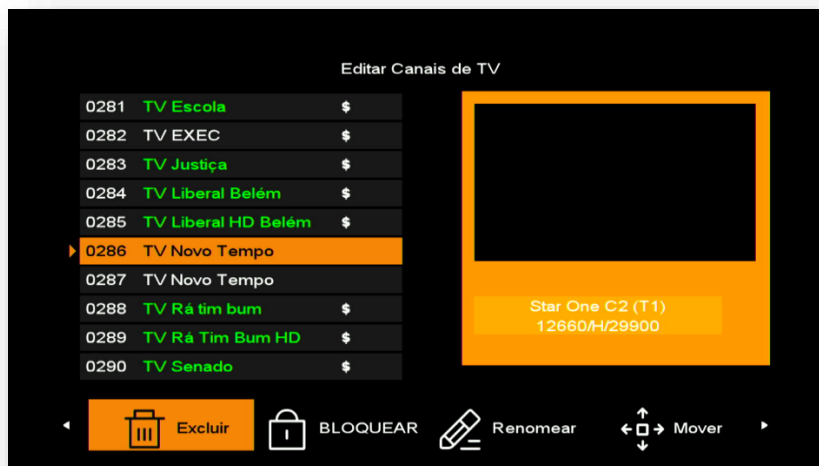 Editar Canais de TV
0281 TV Escola $
0282 TV EXEC $
0283 TV Justiça $
0284 TV Liberal Belém $
0285 TV Liberal HD Belém $
0286 TV Novo Tempo
0287 TV Novo Tempo
0288 TV Rá tim bum $
0289 TV Rá Tim Bum HD $
0290 TV Senado $
Star One C2 (T1)
12660/H/29900
Excluir BLOQUEAR Renomear Mover